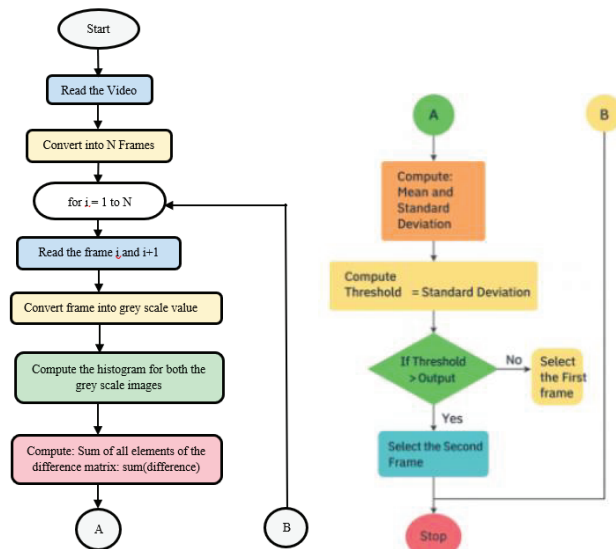 Start
Read the Video
Convert into N Frames
for i = 1 to N
Read the frame i and i+1
Convert frame into grey scale value
Compute the histogram for both the
grey scale images
Compute: Sum of all elements of the
difference matrix: sum(difference)
A
B
A
B
Compute:
Mean and
Standard
Deviation
Compute
Threshold = Standard Deviation
If Threshold
> Output
No
Select
the First
frame
Yes
Select the Second
Frame
Stop